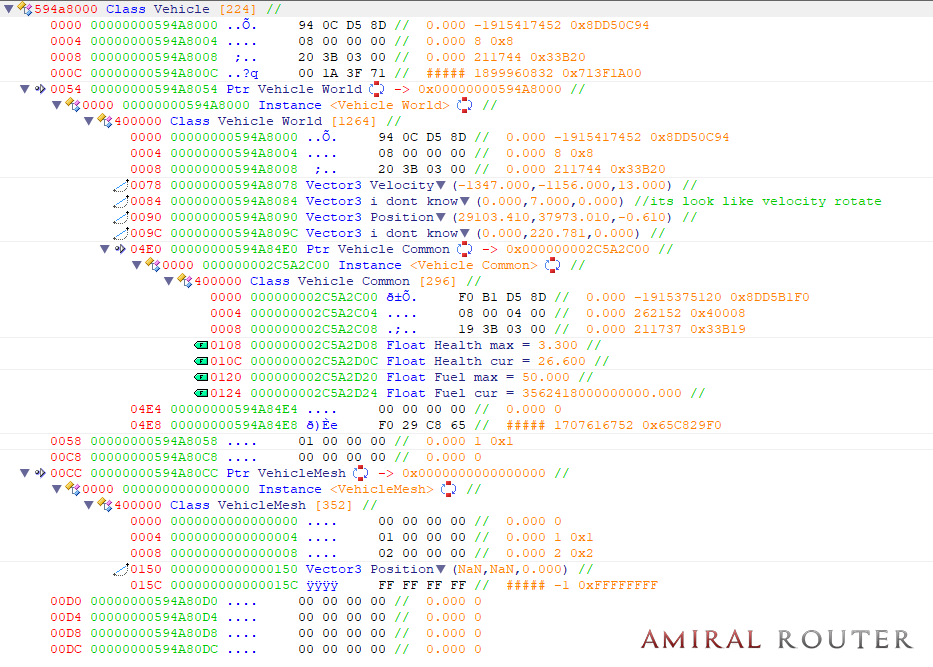 594a8000 Class Vehicle [224] //
0000 00000000594A8000 ..Õ. 94 0C D5 8D // 0.000 -1915417452 0x8DD50C94
0004 00000000594A8004 .... 08 00 00 00 // 0.000 8 0x8
0008 00000000594A8008 ;.. 20 3B 03 00 // 0.000 211744 0x33B20
000C 00000000594A800C ..?q 00 1A 3F 71 // ##### 1899960832 0x713F1A00
0054 00000000594A8054 Ptr Vehicle World -> 0x00000000594A8000 //
0000 00000000594A8000 Instance <Vehicle World> //
400000 Class Vehicle World [1264] //
0000 00000000594A8000 ..Õ. 94 0C D5 8D // 0.000 -1915417452 0x8DD50C94
0004 00000000594A8004 .... 08 00 00 00 // 0.000 8 0x8
0008 00000000594A8008 ;.. 20 3B 03 00 // 0.000 211744 0x33B20
0078 00000000594A8078 Vector3 Velocity (-1347.000,-1156.000,13.000) //
0084 00000000594A8084 Vector3 i dont know (0.000,7.000,0.000) //its look like velocity rotate
0090 00000000594A8090 Vector3 Position (29103.410,37973.010,-0.610) //
009C 00000000594A809C Vector3 i dont know (0.000,220.781,0.000) //
04E0 00000000594A84E0 Ptr Vehicle Common -> 0x000000002C5A2C00 //
0000 000000002C5A2C00 Instance <Vehicle Common> //
400000 Class Vehicle Common [296] //
0000 000000002C5A2C00 ð±Õ. F0 B1 D5 8D // 0.000 -1915375120 0x8DD5B1F0
0004 000000002C5A2C04 .... 08 00 04 00 // 0.000 262152 0x40008
0008 000000002C5A2C08 .;.. 19 3B 03 00 // 0.000 211737 0x33B19
0108 000000002C5A2D08 Float Health max = 3.300 //
010C 000000002C5A2D0C Float Health cur = 26.600 //
0120 000000002C5A2D20 Float Fuel max = 50.000 //
0124 000000002C5A2D24 Float Fuel cur = 3562418000000000.000 //
04E4 00000000594A84E4 .... 00 00 00 00 // 0.000 0
04E8 00000000594A84E8 ð)Èe F0 29 C8 65 // ##### 1707616752 0x65C829F0
0058 00000000594A8058 .... 01 00 00 00 // 0.000 1 0x1
00C8 00000000594A80C8 .... 00 00 00 00 // 0.000 0
00CC 00000000594A80CC Ptr VehicleMesh -> 0x0000000000000000 //
0000 0000000000000000 Instance <VehicleMesh> //
400000 Class VehicleMesh [352] //
0000 0000000000000000 .... 00 00 00 00 // 0.000 0
0004 0000000000000004 .... 01 00 00 00 // 0.000 1 0x1
0008 0000000000000008 .... 02 00 00 00 // 0.000 2 0x2
0150 0000000000000150 Vector3 Position (NaN,NaN,0.000) //
015C 000000000000015C ÿÿÿÿ FF FF FF FF // ##### -1 0xFFFFFFFF
00D0 00000000594A80D0 .... 00 00 00 00 // 0.000 0
00D4 00000000594A80D4 .... 00 00 00 00 // 0.000 0
00D8 00000000594A80D8 .... 00 00 00 00 // 0.000 0
00DC 00000000594A80DC .... 00 00 00 00 // 0.000 0
AMIRAL ROUTER